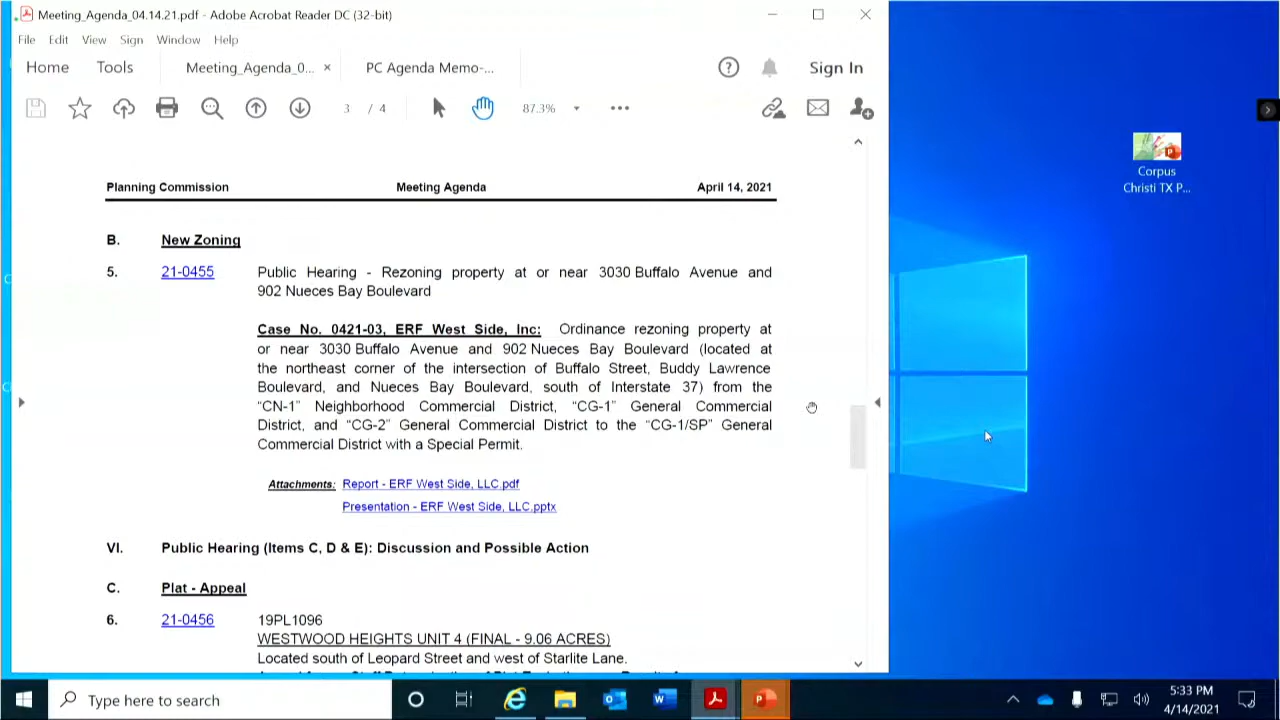 Meeting_Agenda_04.14.21.pdf - Adobe Acrobat Reader DC (32-bit)
File Edit View Sign Window Help
Home Tools Meeting_Agenda_0... × PC Agenda Memo-... Sign In
3 / 4 87.3%
Planning Commission Meeting Agenda April 14, 2021
B. New Zoning
5. 21-0455 Public Hearing - Rezoning property at or near 3030 Buffalo Avenue and
902 Nueces Bay Boulevard
Case No. 0421-03, ERF West Side, Inc: Ordinance rezoning property at
or near 3030 Buffalo Avenue and 902 Nueces Bay Boulevard (located at
the northeast corner of the intersection of Buffalo Street, Buddy Lawrence
Boulevard, and Nueces Bay Boulevard, south of Interstate 37) from the
“CN-1” Neighborhood Commercial District, “CG-1” General Commercial
District, and “CG-2” General Commercial District to the “CG-1/SP” General
Commercial District with a Special Permit.
Attachments: Report - ERF West Side, LLC.pdf
Presentation - ERF West Side, LLC.pptx
VI. Public Hearing (Items C, D & E): Discussion and Possible Action
C. Plat - Appeal
6. 21-0456 19PL1096
WESTWOOD HEIGHTS UNIT 4 (FINAL - 9.06 ACRES)
Located south of Leopard Street and west of Starlite Lane.
Corpus
Christi TX P...
Type here to search
5:33 PM
4/14/2021